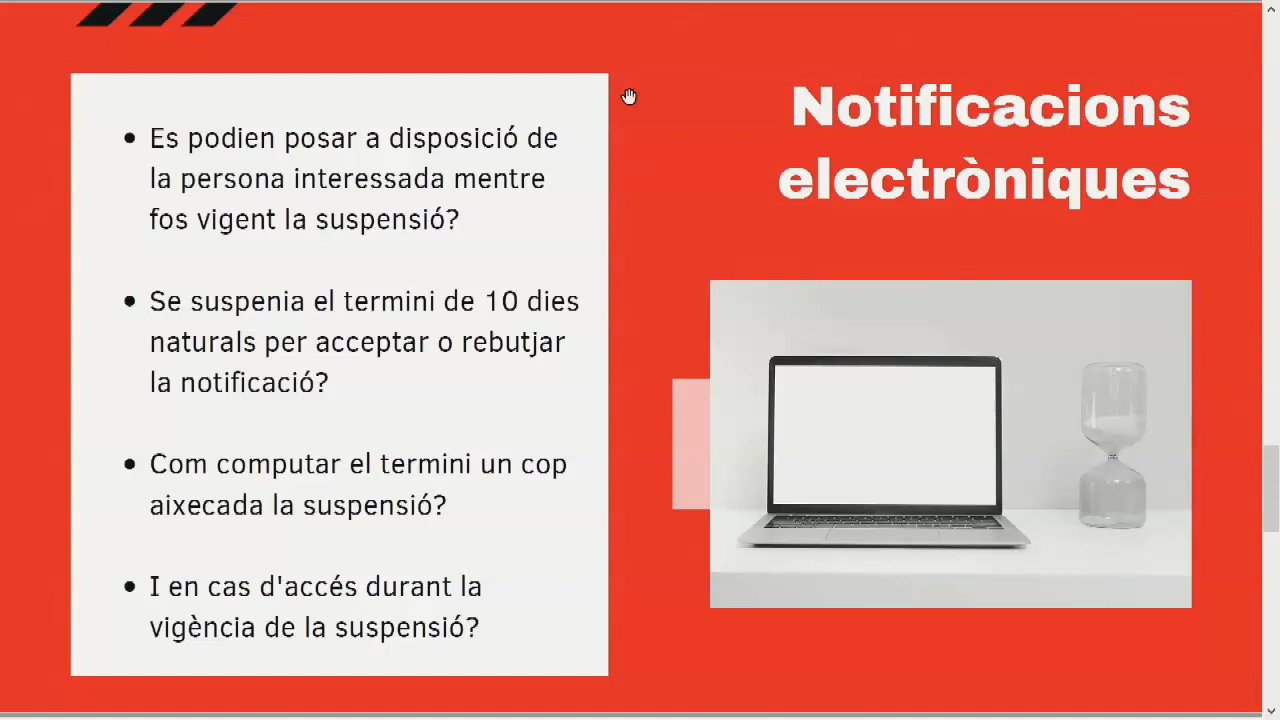 Notificacions
electròniques
• Es podien posar a disposició de
la persona interessada mentre
fos vigent la suspensió?
• Se suspenia el termini de 10 dies
naturals per acceptar o rebutjar
la notificació?
• Com computar el termini un cop
aixecada la suspensió?
• I en cas d'accés durant la
vigència de la suspensió?